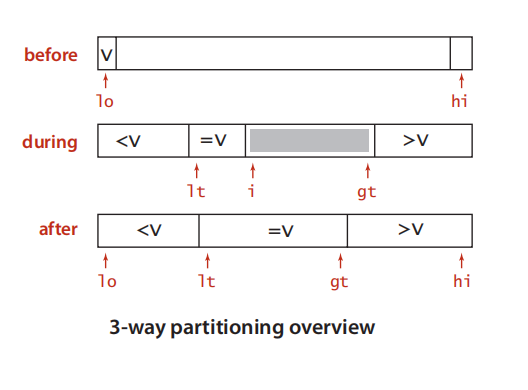 before V
lo hi
during <V =V >V
lt i gt
after <V =V >V
lo lt gt hi
3-way partitioning overview